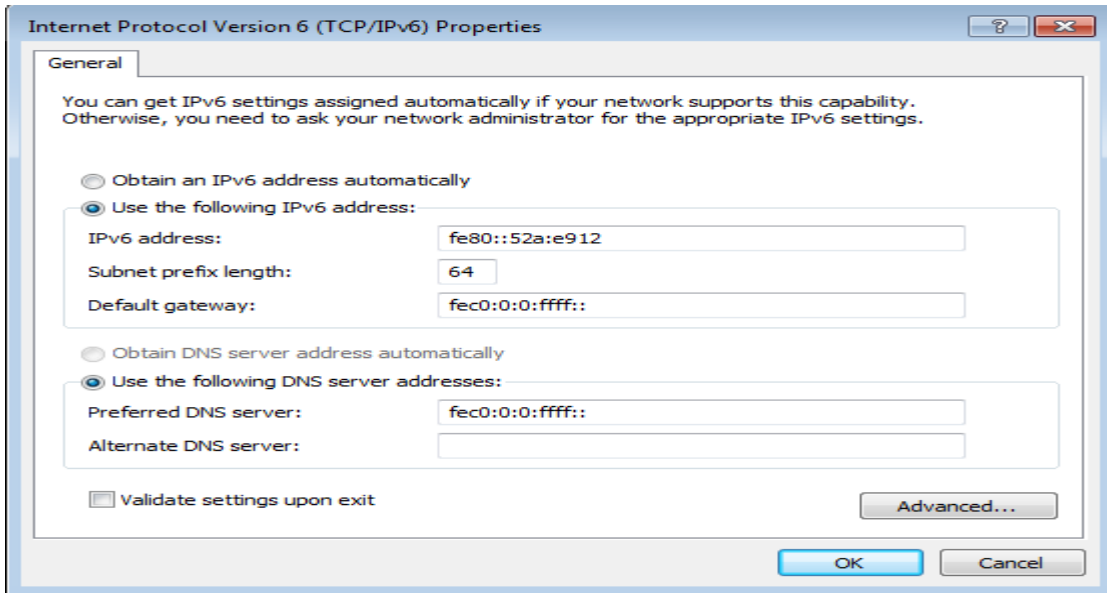 Internet Protocol Version 6 (TCP/IPv6) Properties
?
General
You can get IPv6 settings assigned automatically if your network supports this capability.
Otherwise, you need to ask your network administrator for the appropriate IPv6 settings.
Obtain an IPv6 address automatically
Use the following IPv6 address:
IPv6 address: fe80::52a:e912
Subnet prefix length: 64
Default gateway: fec0:0:0:ffff::
Obtain DNS server address automatically
Use the following DNS server addresses:
Preferred DNS server: fec0:0:0:ffff::
Alternate DNS server:
Validate settings upon exit
Advanced...
OK Cancel